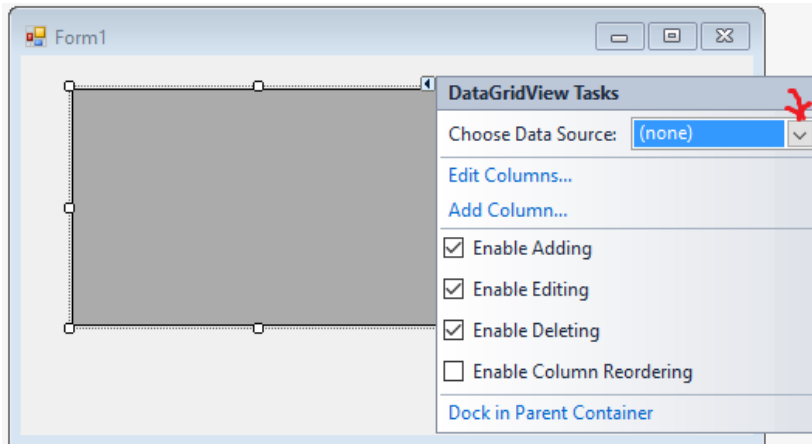 Form1
DataGridView Tasks
Choose Data Source: (none)
Edit Columns...
Add Column...
Enable Adding
Enable Editing
Enable Deleting
Enable Column Reordering
Dock in Parent Container